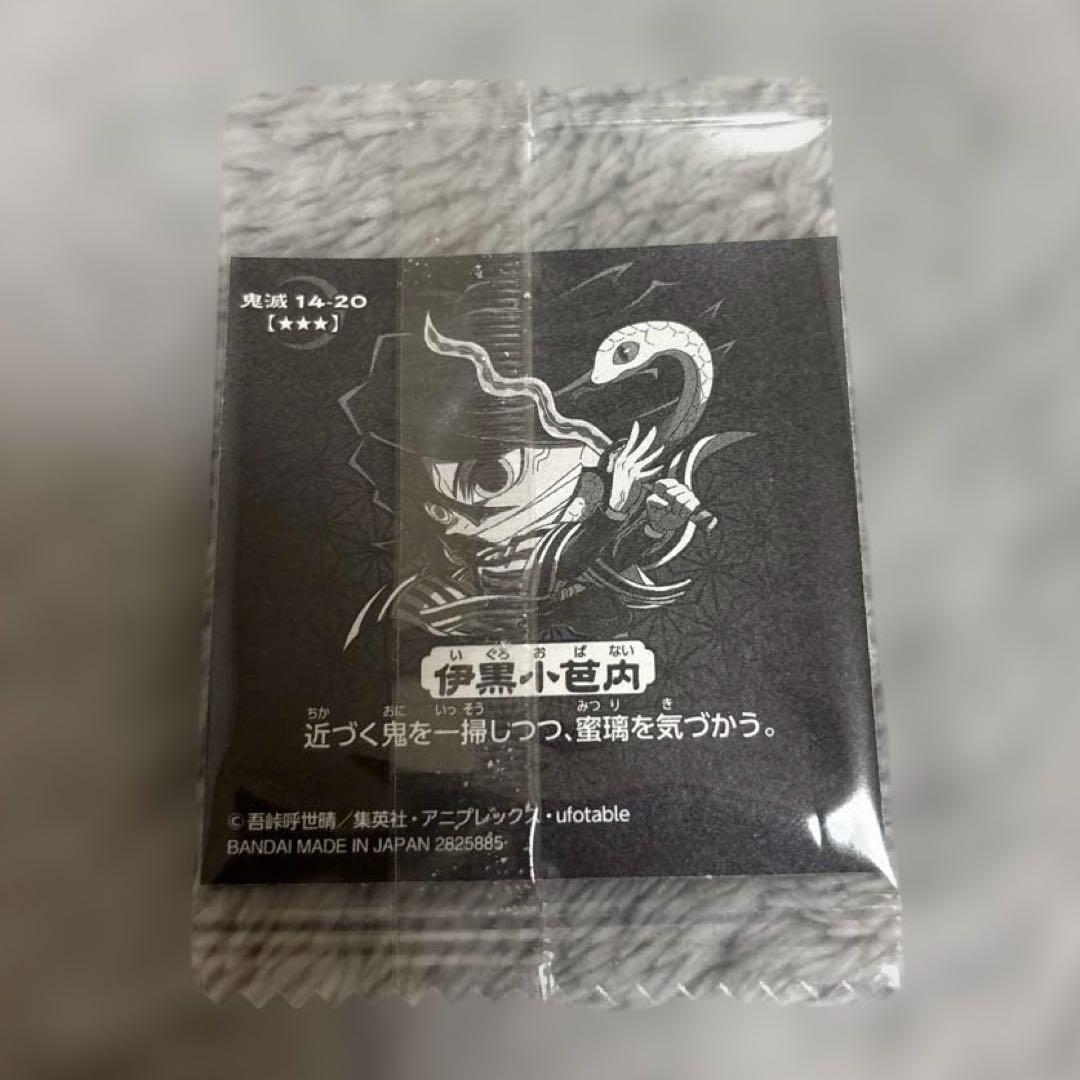 鬼滅 14-20
【★★★】
い ぐろ お ば ない
伊黒小芭内
ちか おに いっ そう みつ り き
近づく鬼を一掃しつつ、蜜璃を気づかう。
©吾峠呼世晴／集英社・アニプレックス・ufotable
BANDAI MADE IN JAPAN 2825885